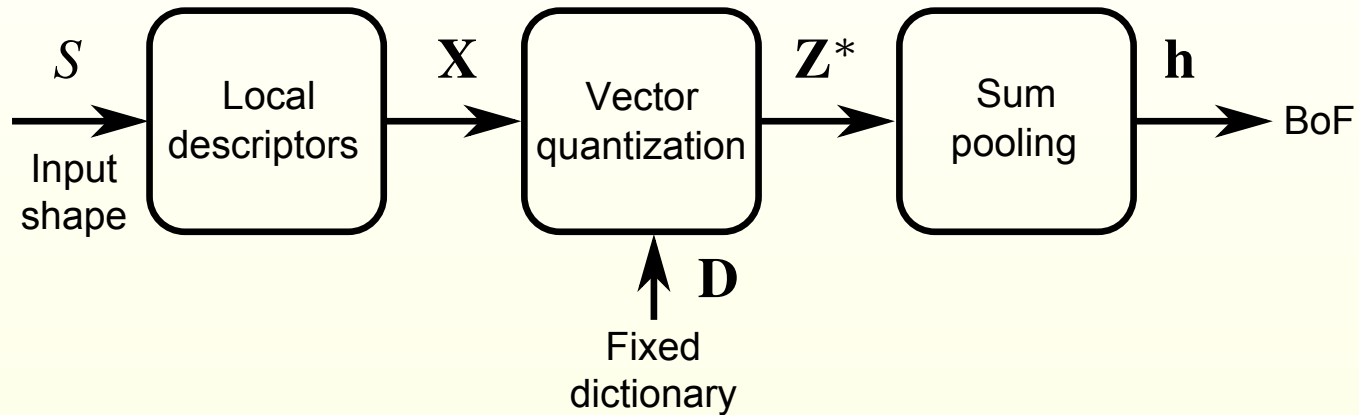 S
Input
shape
Local
descriptors
X
Vector
quantization
D
Fixed
dictionary
Z*
Sum
pooling
h
BoF